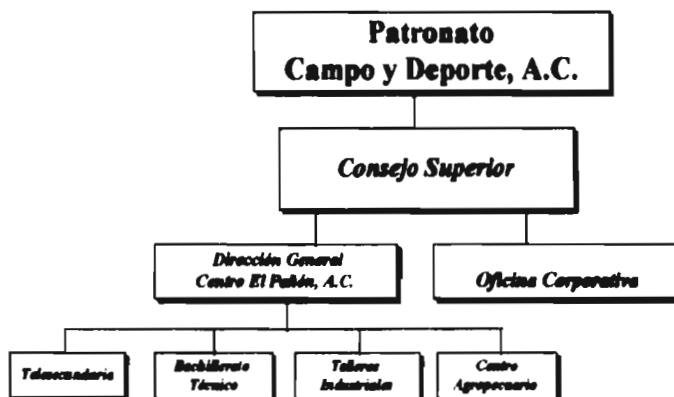 Patronato
Campo y Deporte, A.C.
Consejo Superior
Dirección General
Centro El Peñón, A.C.
Oficina Corporativa
Telesecundaria
Bachillerato
Técnico
Talleres
Industriales
Centro
Agropecuario